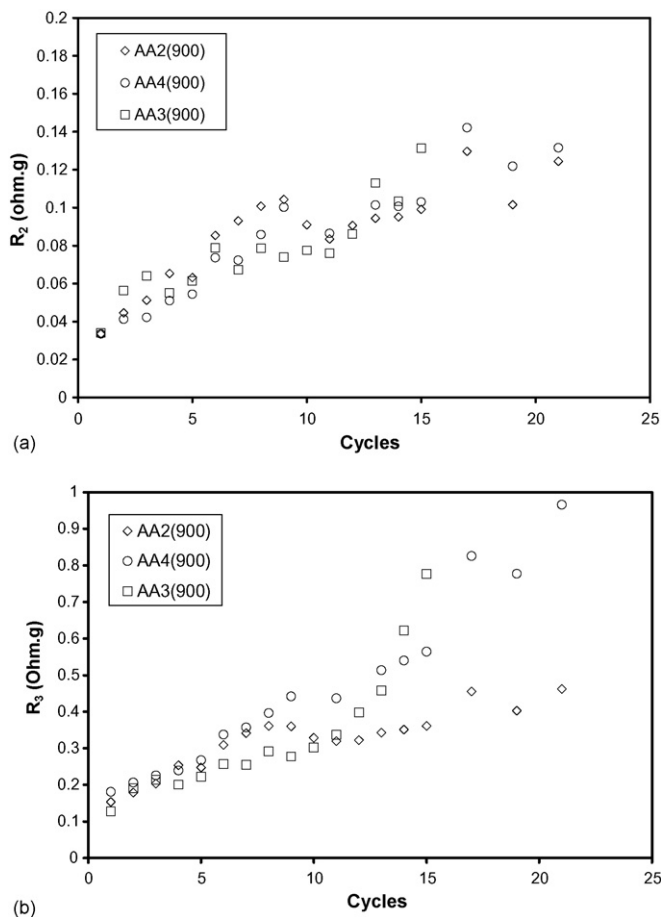 0.2
0.18
0.16
0.14
0.12
0.1
0.08
0.06
0.04
0.02
0
R2 (ohm.g)
AA2(900)
AA4(900)
AA3(900)
0 5 10 15 20 25
(a) Cycles
1
0.9
0.8
0.7
0.6
0.5
0.4
0.3
0.2
0.1
0
R3 (Ohm.g)
AA2(900)
AA4(900)
AA3(900)
0 5 10 15 20 25
(b) Cycles